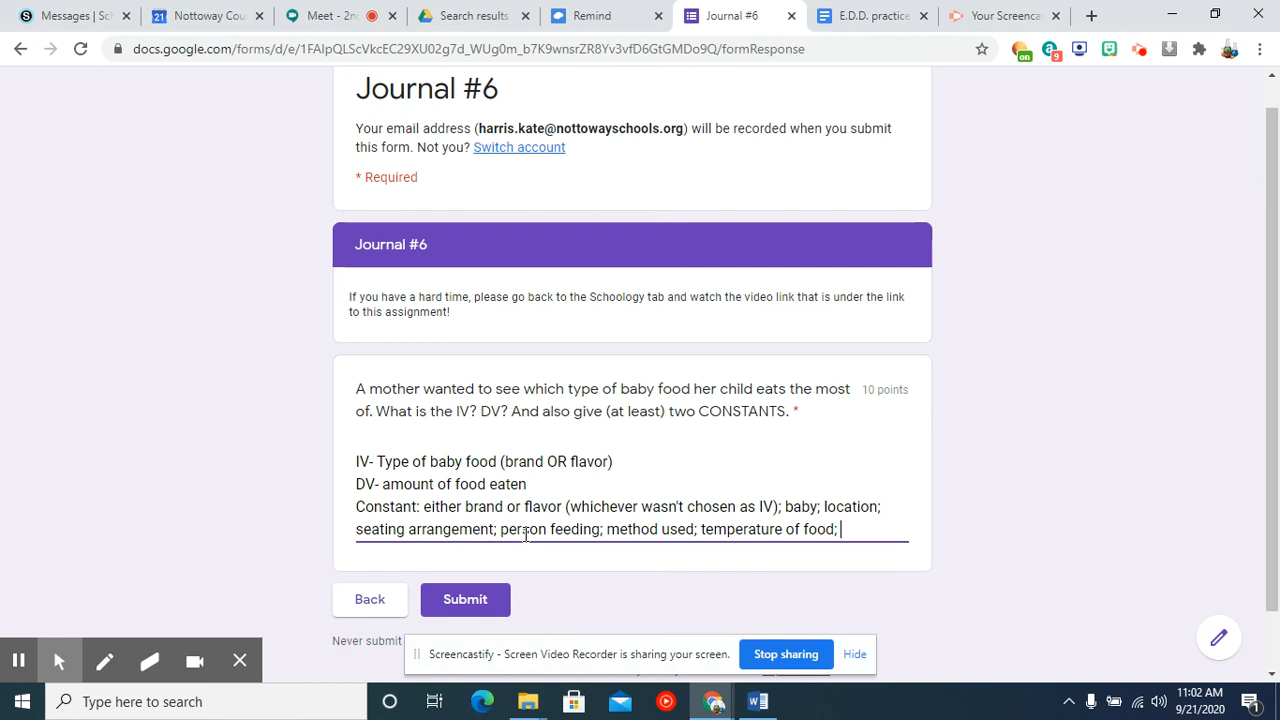 Messages | Sch
21 Nottoway Cou
Meet - 2nd
Search results
Remind
Journal #6
E.D.D. practice
Your Screencas
docs.google.com/forms/d/e/1FAIpQLScVkcEC29XU02g7d_WUg0m_b7K9wnsrZR8Yv3vfD6GtGMDo9Q/formResponse
on
9
Journal #6
Your email address (harris.kate@nottowayschools.org) will be recorded when you submit
this form. Not you? Switch account
* Required
Journal #6
If you have a hard time, please go back to the Schoology tab and watch the video link that is under the link
to this assignment!
A mother wanted to see which type of baby food her child eats the most 10 points
of. What is the IV? DV? And also give (at least) two CONSTANTS. *
IV- Type of baby food (brand OR flavor)
DV- amount of food eaten
Constant: either brand or flavor (whichever wasn't chosen as IV); baby; location;
seating arrangement; person feeding; method used; temperature of food;
Back
Submit
Never submit
Screencastify - Screen Video Recorder is sharing your screen.
Stop sharing
Hide
Type here to search
11:02 AM
9/21/2020
1